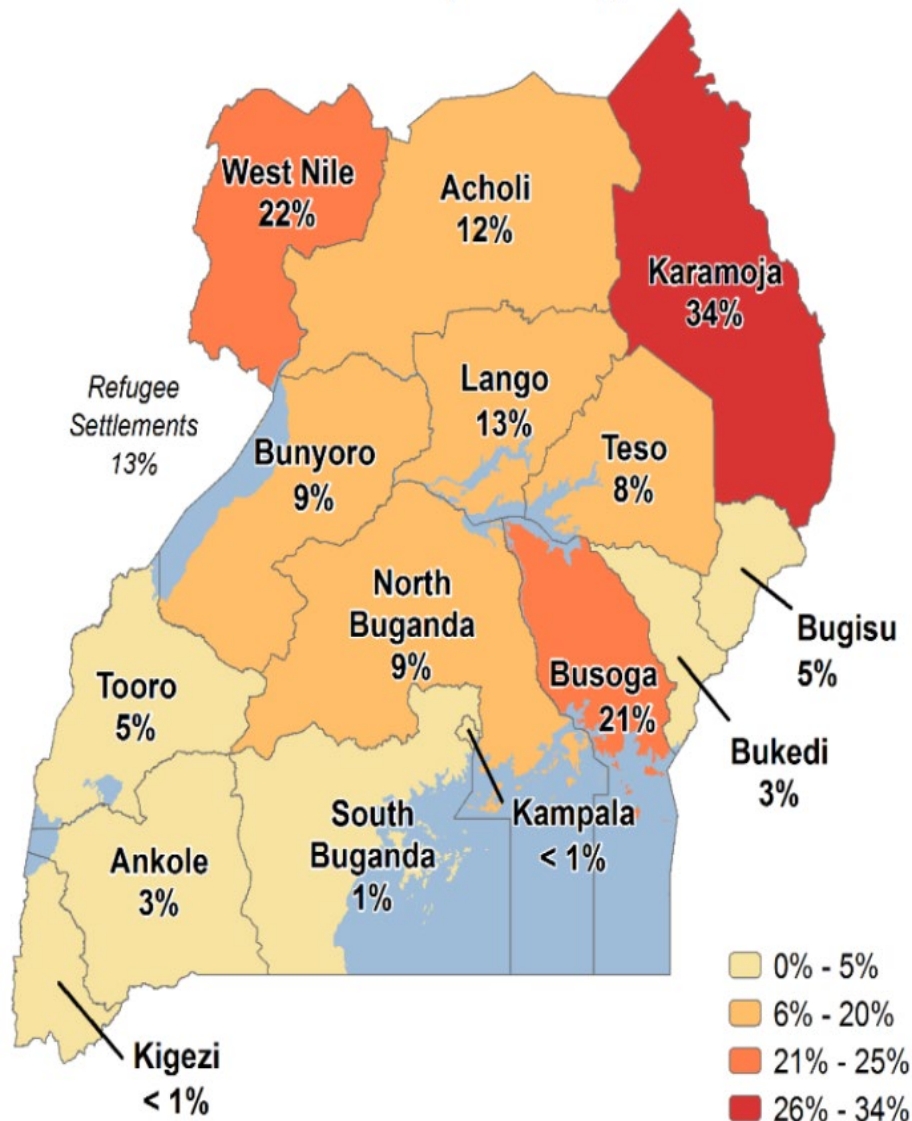 West Nile
22%
Acholi
12%
Karamoja
34%
Refugee
Settlements
13%
Lango
13%
Bunyoro
9%
Teso
8%
North
Buganda
9%
Bugisu
5%
Tooro
5%
Busoga
21%
Bukedi
3%
South
Buganda
1%
Kampala
< 1%
Ankole
3%
Kigezi
< 1%
0% - 5%
6% - 20%
21% - 25%
26% - 34%